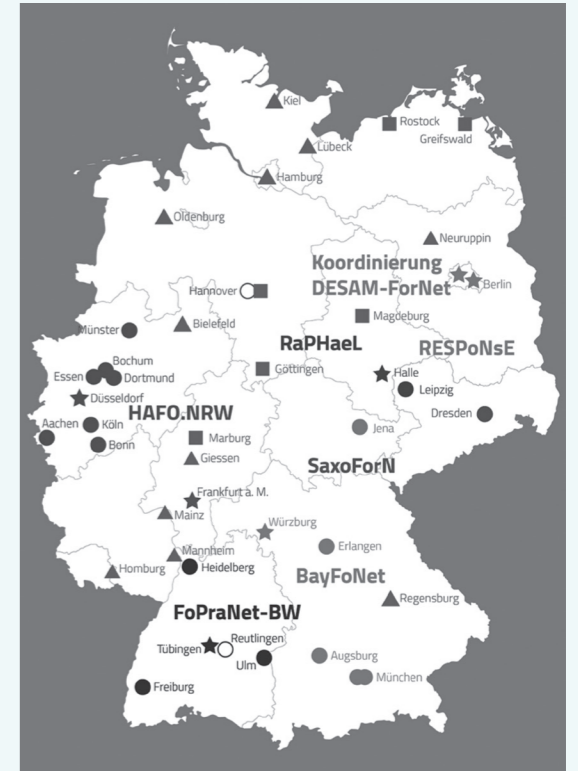 Kiel
Rostock
Greifswald
Lübeck
Hamburg
Oldenburg
Neuruppin
Koordinierung
DESAM-ForNet
Berlin
Hannover
Magdeburg
Münster
Bielefeld
RaPHaeL
RESPoNsE
Bochum
Essen
Dortmund
Göttingen
Halle
Leipzig
Düsseldorf
HAFO.NRW
Dresden
Aachen
Köln
Jena
Bonn
Marburg
Giessen
SaxoForN
Frankfurt a. M.
Mainz
Würzburg
Erlangen
Mannheim
Heidelberg
Homburg
BayFoNet
Regensburg
FoPraNet-BW
Reutlingen
Tübingen
Ulm
Augsburg
München
Freiburg